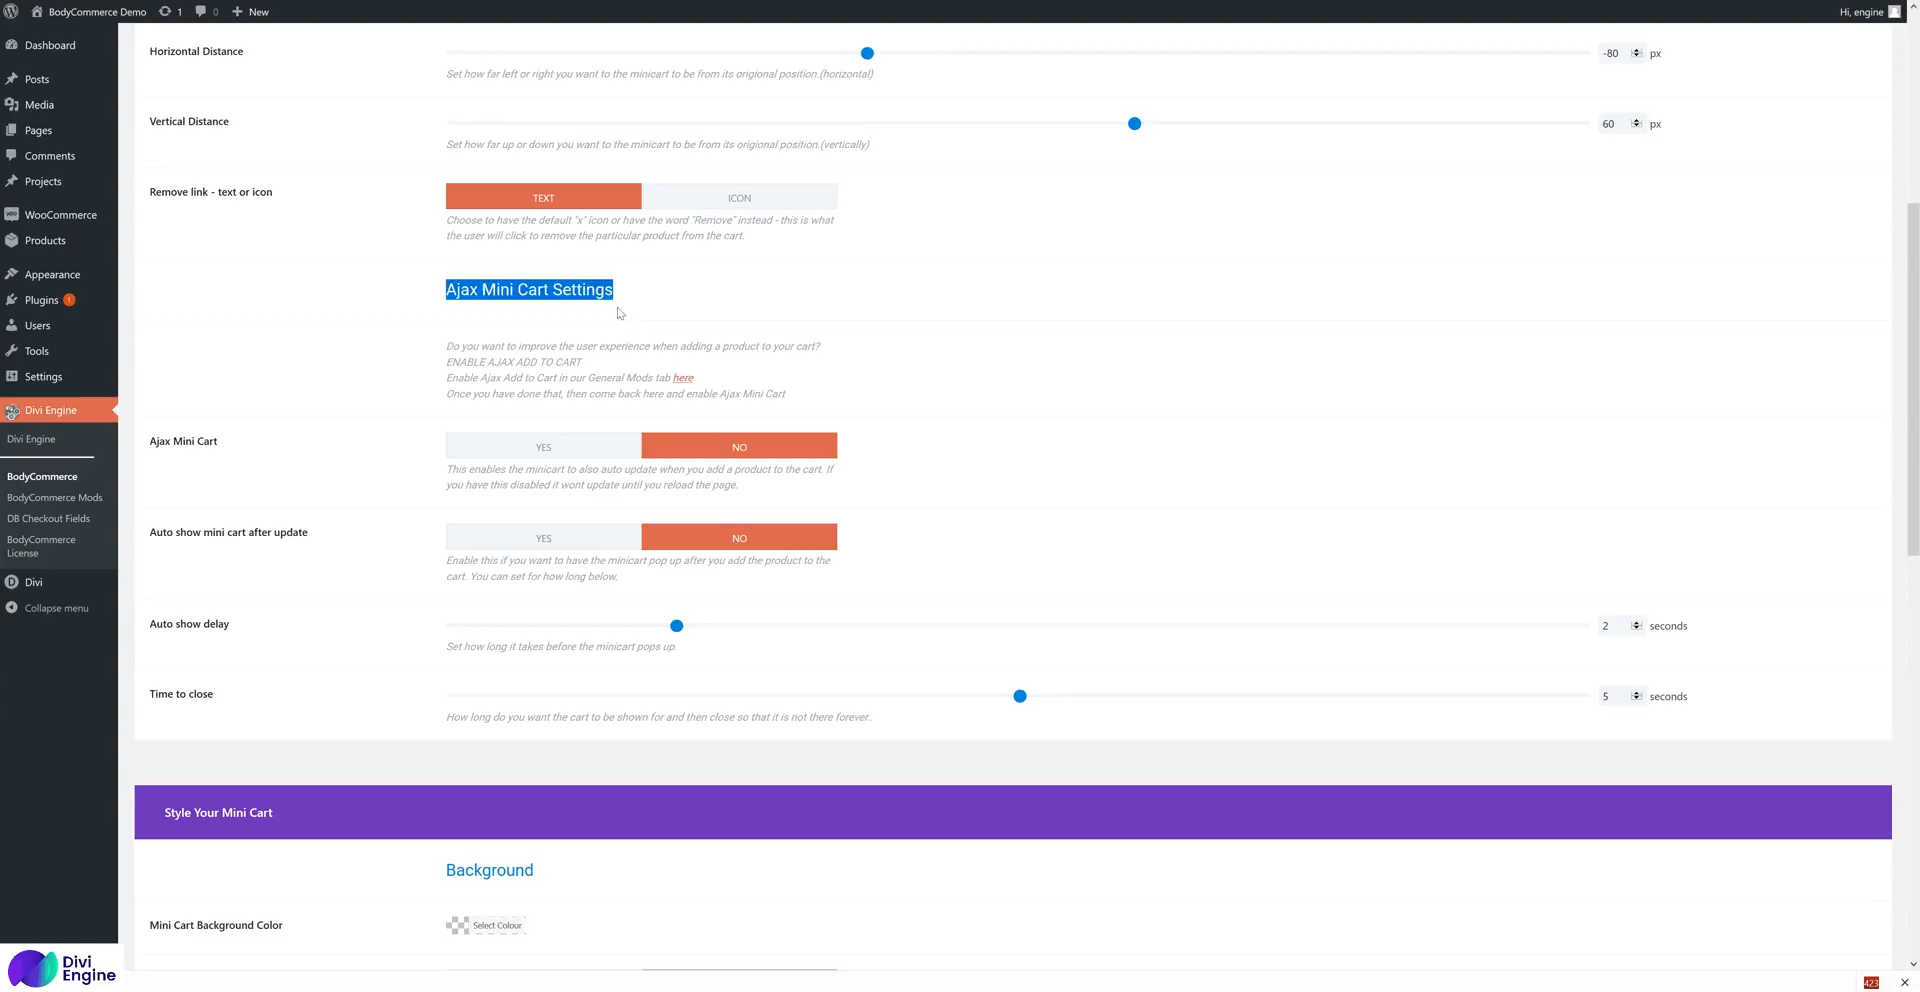 BodyCommerce Demo
1
0
New
Hi, engine
Dashboard
Posts
Media
Pages
Comments
Projects
WooCommerce
Products
Appearance
Plugins 1
Users
Tools
Settings
Divi Engine
Divi Engine
BodyCommerce
BodyCommerce Mods
DB Checkout Fields
BodyCommerce
License
Divi
Collapse menu
Divi
Engine
Horizontal Distance
-80 px
Set how far left or right you want to the minicart to be from its origional position.(horizontal)
Vertical Distance
60 px
Set how far up or down you want to the minicart to be from its origional position.(vertically)
Remove link - text or icon
TEXT
ICON
Choose to have the default "x" icon or have the word "Remove" instead - this is what
the user will click to remove the particular product from the cart.
Ajax Mini Cart Settings
Do you want to improve the user experience when adding a product to your cart?
ENABLE AJAX ADD TO CART
Enable Ajax Add to Cart in our General Mods tab here
Once you have done that, then come back here and enable Ajax Mini Cart
Ajax Mini Cart
YES
NO
This enables the minicart to also auto update when you add a product to the cart. If
you have this disabled it wont update until you reload the page.
Auto show mini cart after update
YES
NO
Enable this if you want to have the minicart pop up after you add the product to the
cart. You can set for how long below.
Auto show delay
2 seconds
Set how long it takes before the minicart pops up.
Time to close
5 seconds
How long do you want the cart to be shown for and then close so that it is not there forever..
Style Your Mini Cart
Background
Mini Cart Background Color
Select Colour
423